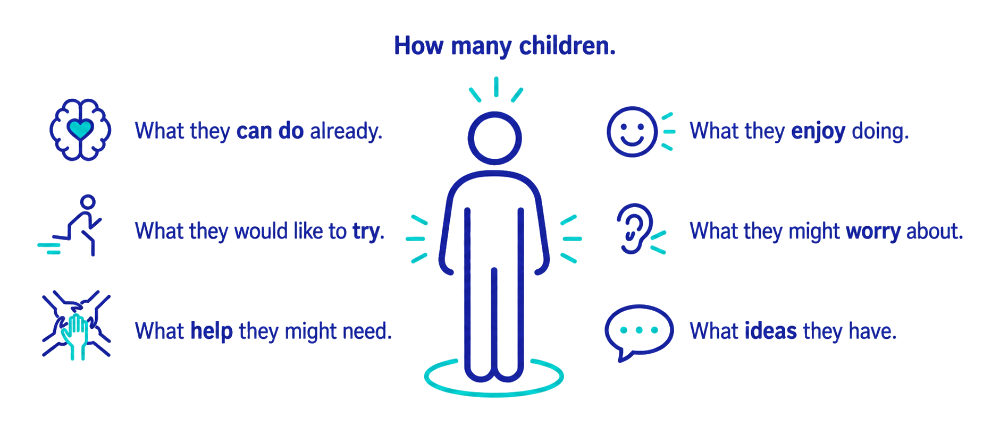 How many children.
What they can do already.
What they would like to try.
What help they might need.
What they enjoy doing.
What they might worry about.
What ideas they have.